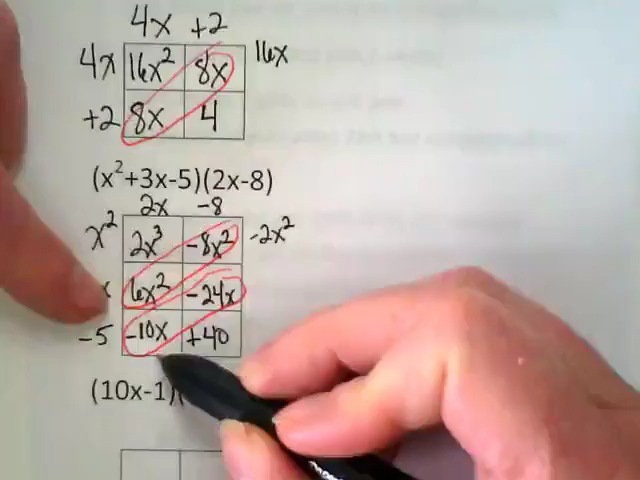 4x +2
4x 16x² 8x 16x
+2 8x 4
(x²+3x-5)(2x-8)
2x -8
x² 2x³ -8x² -2x²
x 6x² -24x
-5 -10x +40
(10x-1)(